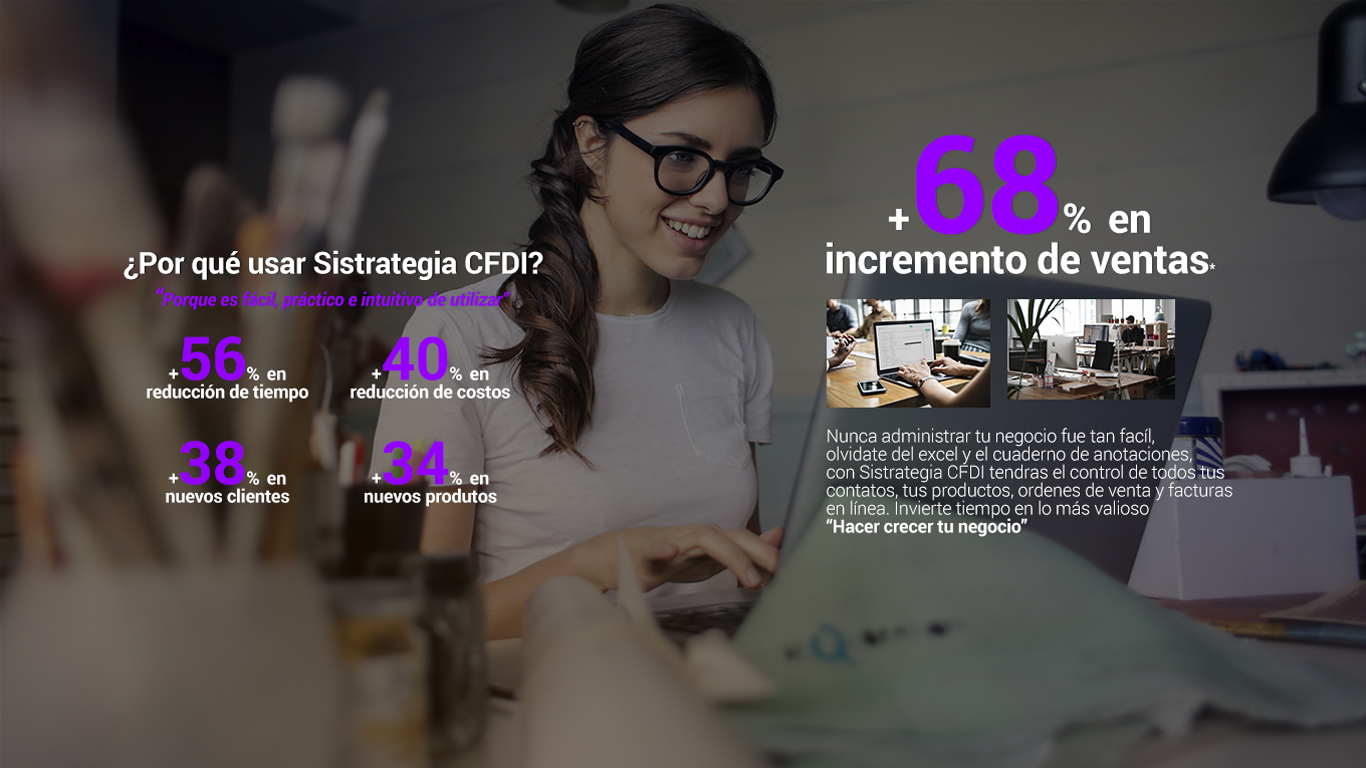 ¿Por qué usar Sistrategia CFDI?
“Porque es fácil, práctico e intuitivo de utilizar”
+56% en
reducción de tiempo
+40% en
reducción de costos
+38% en
nuevos clientes
+34% en
nuevos produtos
+68% en
incremento de ventas*
Nunca administrar tu negocio fue tan facíl,
olvidate del excel y el cuaderno de anotaciones,
con Sistrategia CFDI tendras el control de todos tus
contatos, tus productos, ordenes de venta y facturas
en línea. Invierte tiempo en lo más valioso
“Hacer crecer tu negocio”